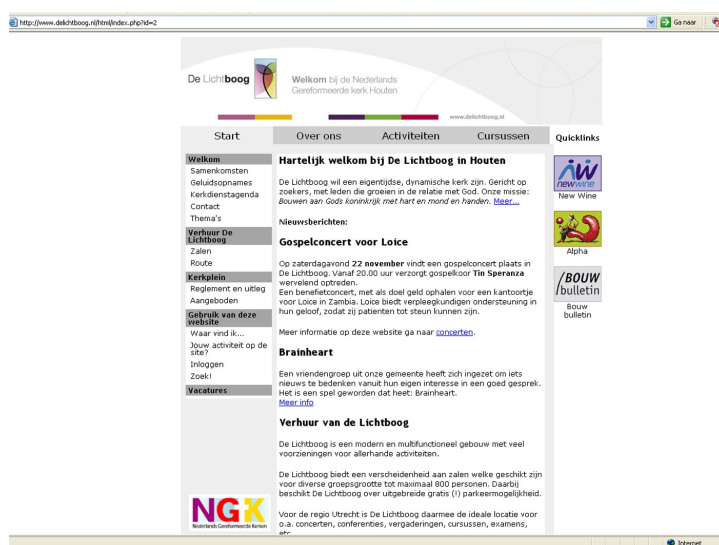 http://www.delichtboog.nl/html/index.php?id=2
Ga naar
De Lichtboog
Welkom bij de Nederlands
Gereformeerde kerk Houten
www.delichtboog.nl
Start
Over ons
Activiteiten
Cursussen
Quicklinks
Welkom
Samenkomsten
Geluidsopnames
Kerkdienstagenda
Contact
Thema's
Verhuur De
Lichtboog
Zalen
Route
Kerkplein
Reglement en uitleg
Aangeboden
Gebruik van deze
website
Waar vind ik...
Jouw activiteit op de
site?
Inloggen
Zoek!
Vacatures
NGK
Nederlands Gereformeerde Kerken
Hartelijk welkom bij De Lichtboog in Houten
De Lichtboog wil een eigentijdse, dynamische kerk zijn. Gericht op
zoekers, met leden die groeien in de relatie met God. Onze missie:
Bouwen aan Gods koninkrijk met hart en mond en handen. Meer...
Nieuwsberichten:
Gospelconcert voor Loice
Op zaterdagavond 22 november vindt een gospelconcert plaats in
De Lichtboog. Vanaf 20.00 uur verzorgt gospelkoor Tin Speranza
wervelend optreden.
Een benefietconcert, met als doel geld ophalen voor een kantoortje
voor Loice in Zambia. Loice biedt verpleegkundigen ondersteuning in
hun geloof, zodat zij patienten tot steun kunnen zijn.
Meer informatie op deze website ga naar concerten.
Brainheart
Een vriendengroep uit onze gemeente heeft zich ingezet om iets
nieuws te bedenken vanuit hun eigen interesse in een goed gesprek.
Het is een spel geworden dat heet: Brainheart.
Meer info
Verhuur van de Lichtboog
De Lichtboog is een modern en multifunctioneel gebouw met veel
voorzieningen voor allerhande activiteiten.
De Lichtboog biedt een verscheidenheid aan zalen welke geschikt zijn
voor diverse groepsgrootte tot maximaal 800 personen. Daarbij
beschikt De Lichtboog over uitgebreide gratis (!) parkeermogelijkheid.
Voor de regio Utrecht is De Lichtboog daarmee de ideale locatie voor
o.a. concerten, conferenties, vergaderingen, cursussen, examens,
etc.
newwine
New Wine
Alpha
/BOUW
/bulletin
Bouw
bulletin
Internet